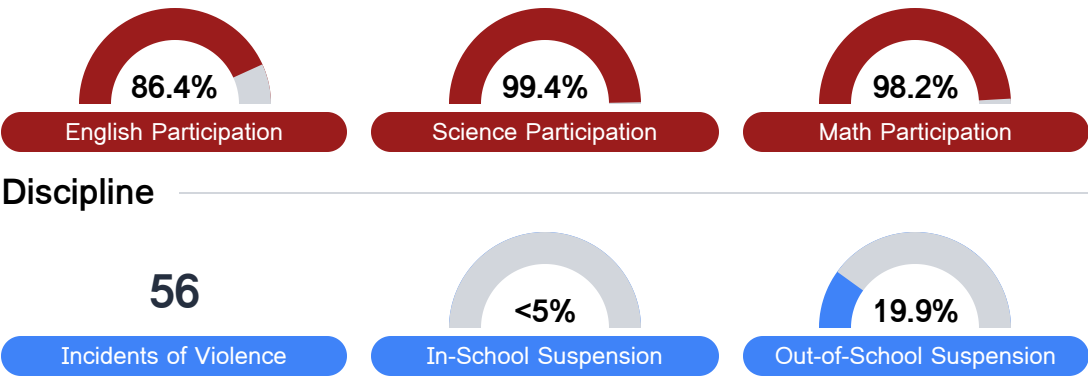 86.4%
99.4%
98.2%
English Participation
Science Participation
Math Participation
Discipline
56
<5%
19.9%
Incidents of Violence
In-School Suspension
Out-of-School Suspension